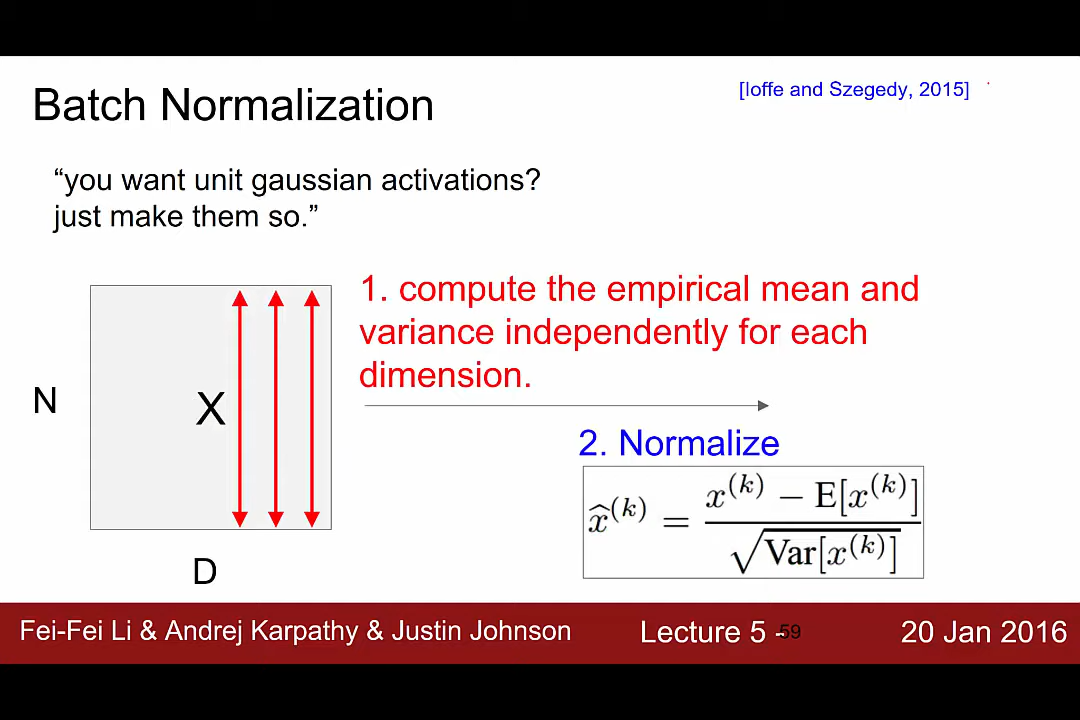 Batch Normalization
[Ioffe and Szegedy, 2015]
“you want unit gaussian activations?
just make them so.”
1. compute the empirical mean and
variance independently for each
dimension.
N
X
D
2. Normalize
x̂^(k) = (x^(k) − E[x^(k)]) / √Var[x^(k)]
Fei-Fei Li & Andrej Karpathy & Justin Johnson
Lecture 5 - 59
20 Jan 2016